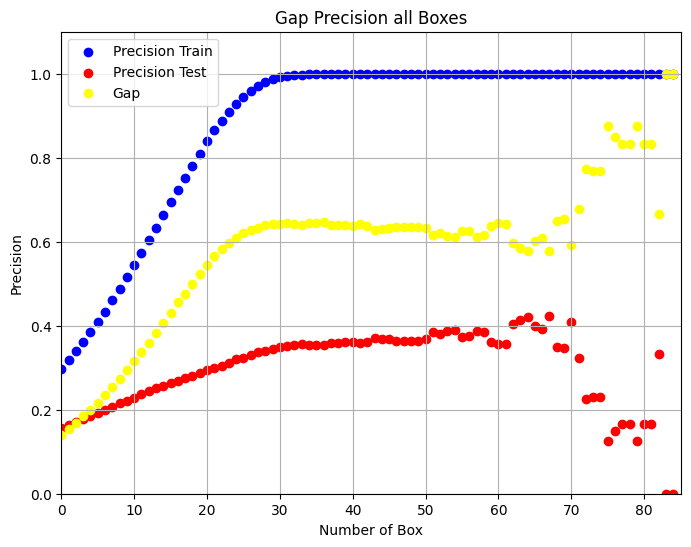 Gap Precision all Boxes
Precision Train
Precision Test
Gap
1.0
0.8
0.6
0.4
0.2
0.0
Precision
0 10 20 30 40 50 60 70 80
Number of Box